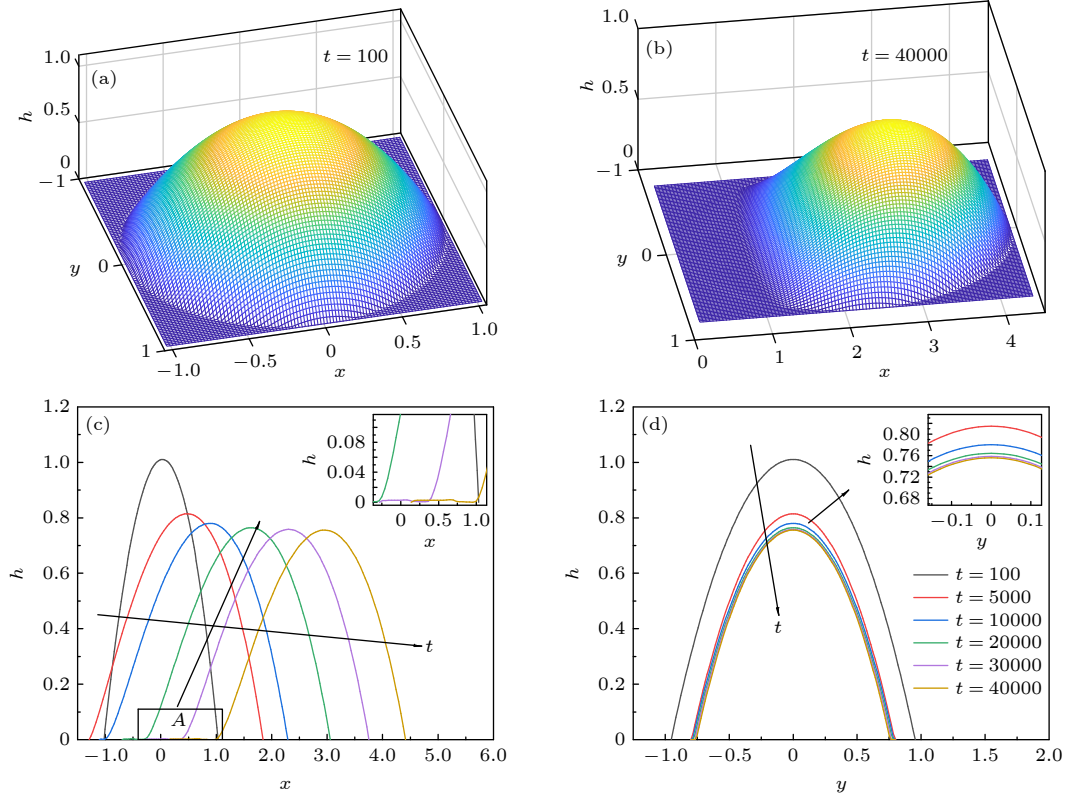 (a)
t = 100
1.0
0.5
0
h
−1
0
1
y
−1.0
−0.5
0
0.5
1.0
x
(b)
t = 40000
1.0
0.5
0
h
−1
0
1
y
0
1
2
3
4
x
(c)
1.2
1.0
0.8
0.6
0.4
0.2
0
h
−1.0
0
1.0
2.0
3.0
4.0
5.0
6.0
x
A
t
0.08
0.04
0
h
0
0.5
1.0
x
(d)
1.2
1.0
0.8
0.6
0.4
0.2
0
h
−1.0
−0.5
0
0.5
1.0
1.5
2.0
y
t
0.80
0.76
0.72
0.68
h
−0.1
0
0.1
y
t = 100
t = 5000
t = 10000
t = 20000
t = 30000
t = 40000